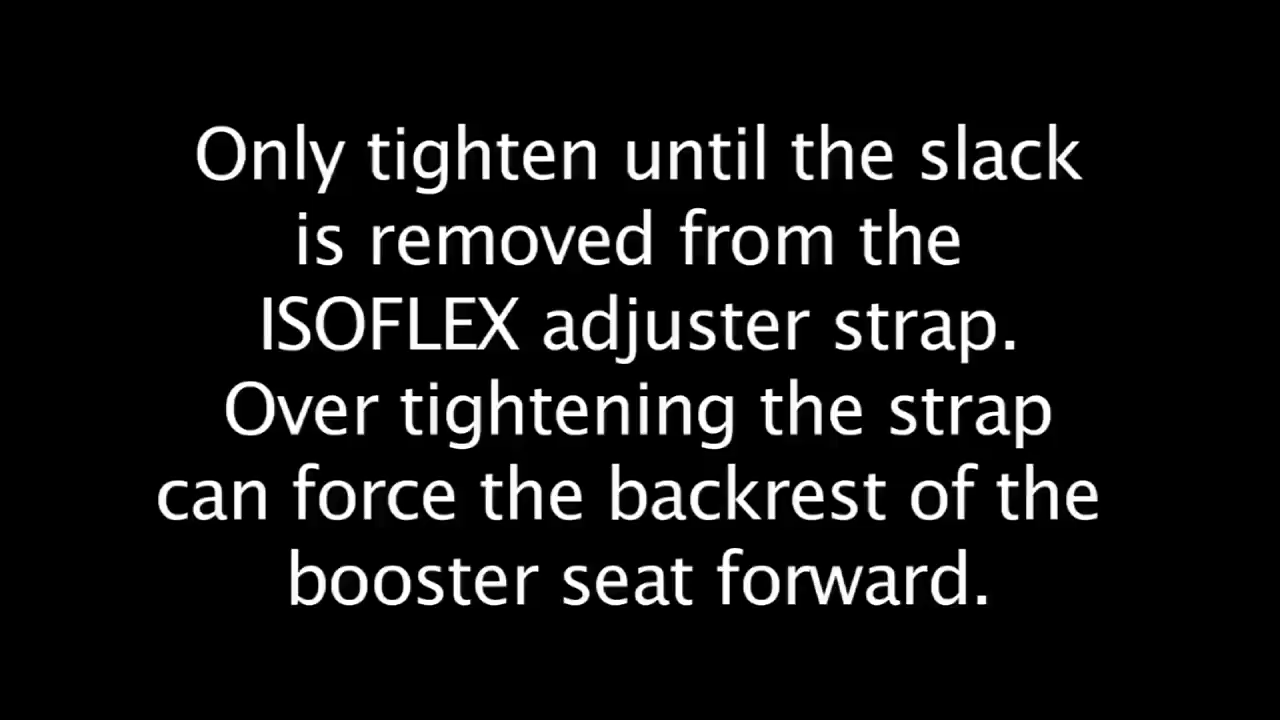 Only tighten until the slack
is removed from the
ISOFLEX adjuster strap.
Over tightening the strap
can force the backrest of the
booster seat forward.